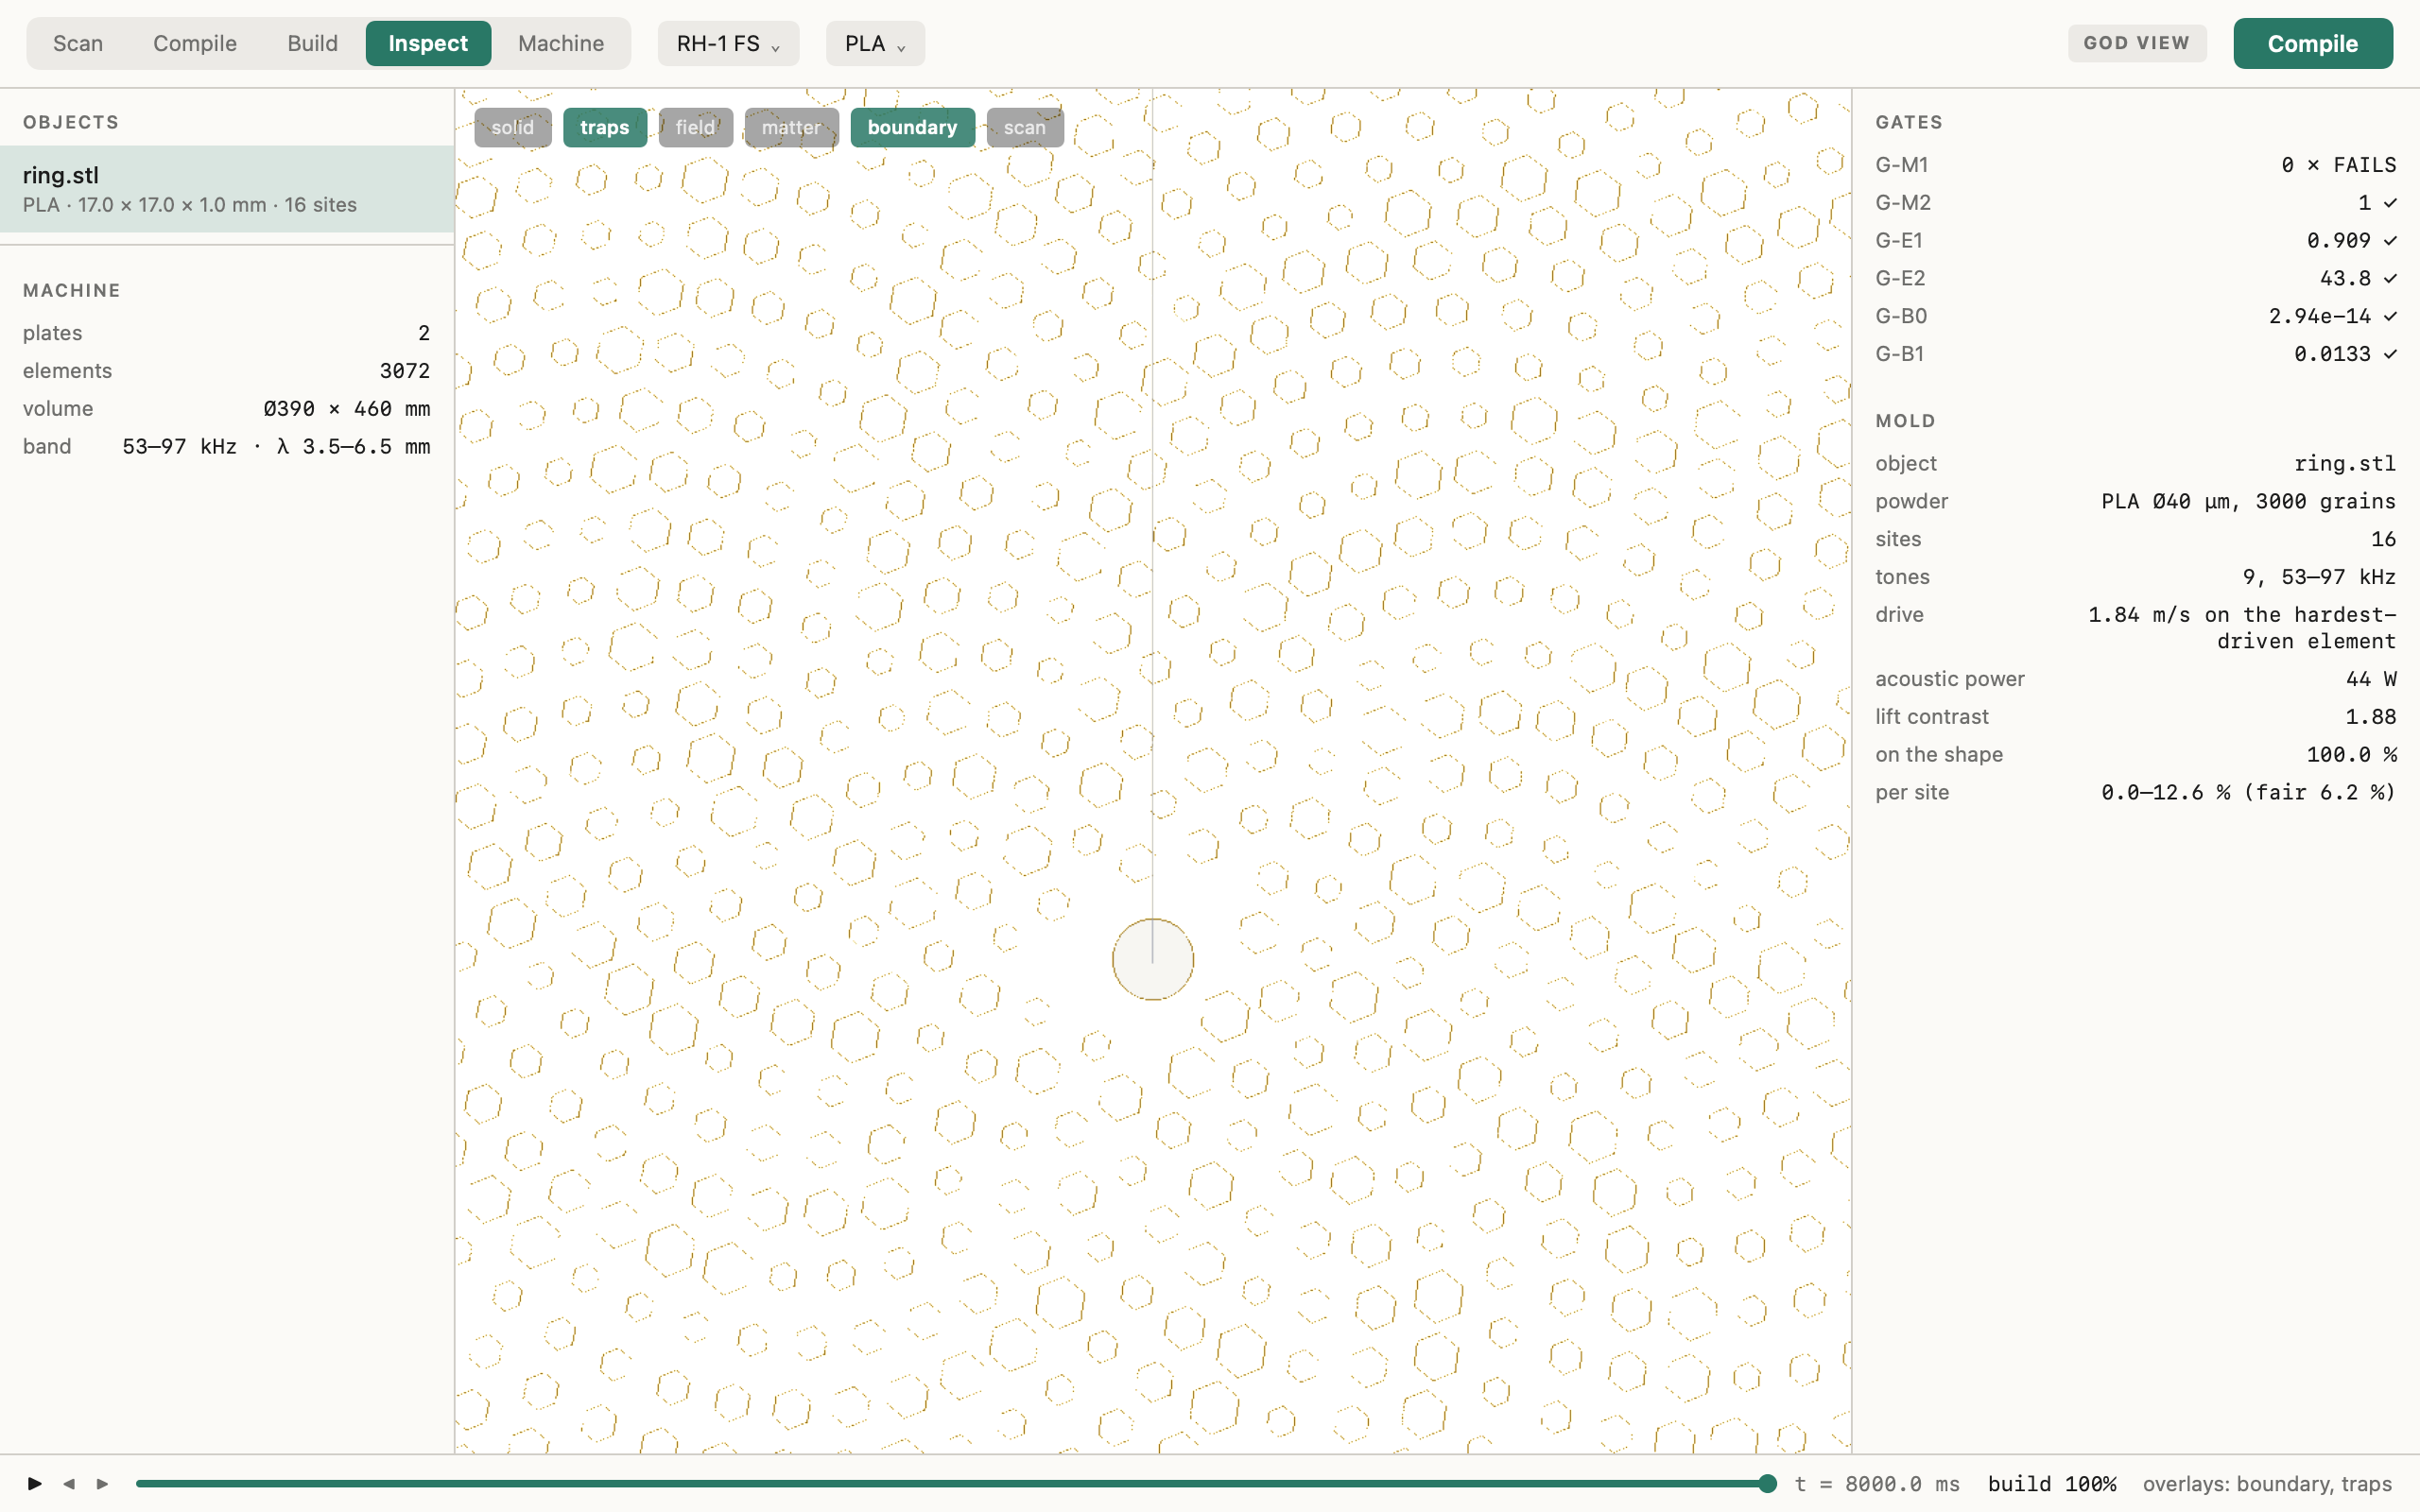 Scan Compile Build Inspect Machine RH-1 FS PLA GOD VIEW Compile
OBJECTS
ring.stl
PLA · 17.0 × 17.0 × 1.0 mm · 16 sites
MACHINE
plates 2
elements 3072
volume Ø390 × 460 mm
band 53–97 kHz · λ 3.5–6.5 mm
solid traps field matter boundary scan
GATES
G-M1 0 × FAILS
G-M2 1 ✓
G-E1 0.909 ✓
G-E2 43.8 ✓
G-B0 2.94e−14 ✓
G-B1 0.0133 ✓
MOLD
object ring.stl
powder PLA Ø40 µm, 3000 grains
sites 16
tones 9, 53–97 kHz
drive 1.84 m/s on the hardest-
driven element
acoustic power 44 W
lift contrast 1.88
on the shape 100.0 %
per site 0.0–12.6 % (fair 6.2 %)
t = 8000.0 ms build 100% overlays: boundary, traps